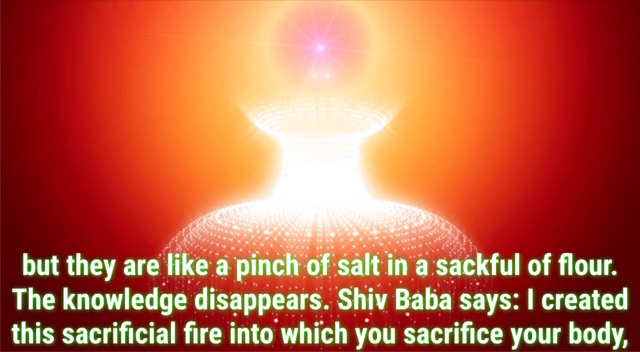 but they are like a pinch of salt in a sackful of flour.
The knowledge disappears. Shiv Baba says: I created
this sacrificial fire into which you sacrifice your body,